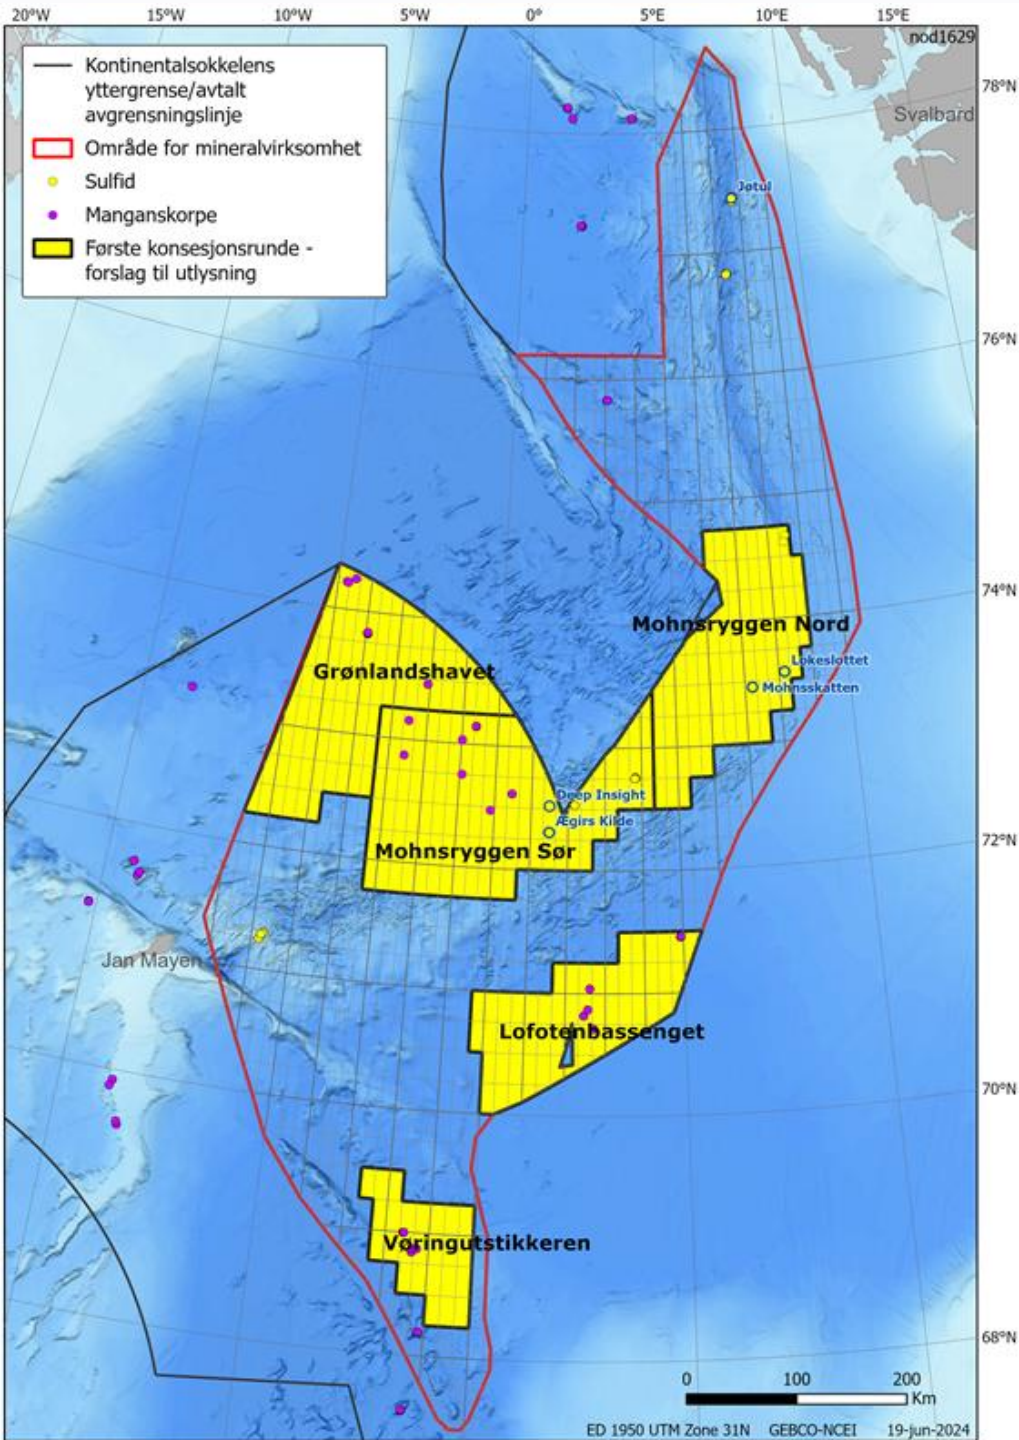 20°W 15°W 10°W 5°W 0° 5°E 10°E 15°E
nod1629
Kontinentalsokkelens
yttergrense/avtalt
avgrensningslinje
Område for mineralvirksomhet
Sulfid
Manganskorpe
Første konsesjonsrunde -
forslag til utlysning
78°N
Svalbard
Jøtul
76°N
74°N
Mohnsryggen Nord
Lokeslottet
Grønlandshavet
Mohnsskatten
Deep Insight
Ægirs Kilde
72°N
Mohnsryggen Sør
Jan Mayen
Lofotenbassenget
70°N
Vøringutstikkeren
68°N
0 100 200
Km
ED 1950 UTM Zone 31N GEBCO-NCEI 19-jun-2024